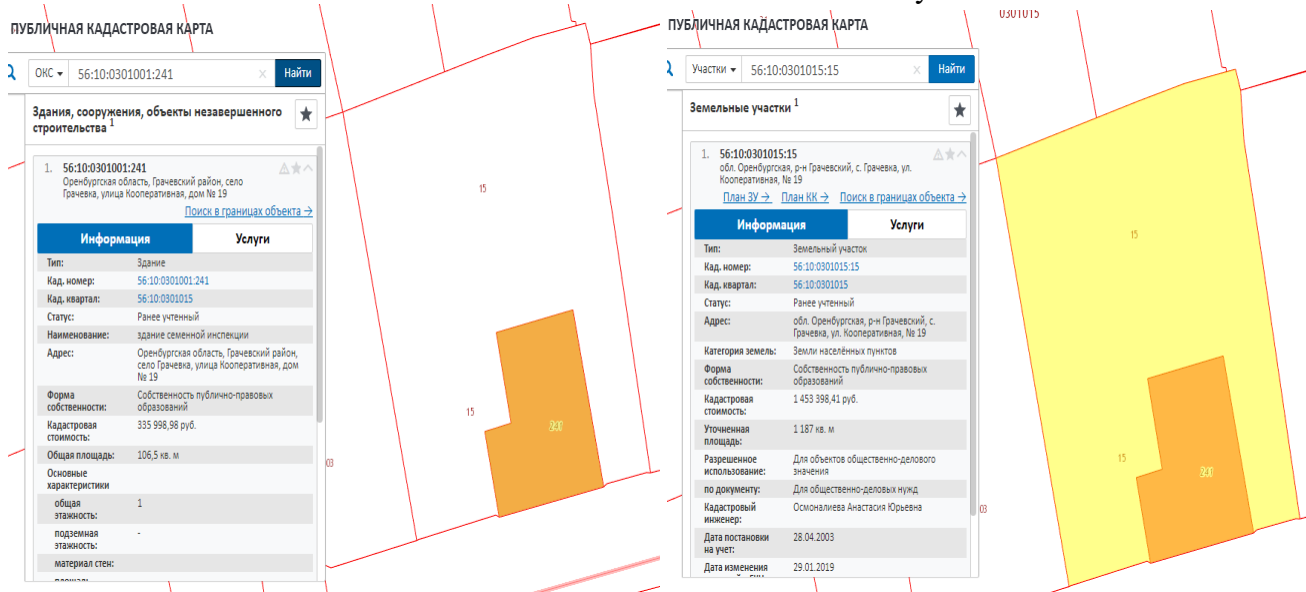 ПУБЛИЧНАЯ КАДАСТРОВАЯ КАРТА
ОКС
56:10:0301001:241
×
Найти
Здания, сооружения, объекты незавершенного
строительства 1
1. 56:10:0301001:241
Оренбургская область, Грачевский район, село
Грачевка, улица Кооперативная, дом № 19
Поиск в границах объекта →
Информация Услуги
Тип: Здание
Кад. номер: 56:10:0301001:241
Кад. квартал: 56:10:0301015
Статус: Ранее учтенный
Наименование: здание семенной инспекции
Адрес: Оренбургская область, Грачевский район,
село Грачевка, улица Кооперативная, дом
№ 19
Форма
собственности: Собственность публично-правовых
образований
Кадастровая
стоимость: 335 998,98 руб.
Общая площадь: 106,5 кв. м
Основные
характеристики
общая
этажность: 1
подземная
этажность: -
материал стен:
площадь
15
15
241
03
ПУБЛИЧНАЯ КАДАСТРОВАЯ КАРТА
0301015
Участки
56:10:0301015:15
×
Найти
Земельные участки 1
1. 56:10:0301015:15
обл. Оренбургская, р-н Грачевский, с. Грачевка, ул.
Кооперативная, № 19
План ЗУ → План КК → Поиск в границах объекта →
Информация Услуги
Тип: Земельный участок
Кад. номер: 56:10:0301015:15
Кад. квартал: 56:10:0301015
Статус: Ранее учтенный
Адрес: обл. Оренбургская, р-н Грачевский, с.
Грачевка, ул. Кооперативная, № 19
Категория земель: Земли населённых пунктов
Форма
собственности: Собственность публично-правовых
образований
Кадастровая
стоимость: 1 453 398,41 руб.
Уточненная
площадь: 1 187 кв. м
Разрешенное
использование: Для объектов общественно-делового
значения
по документу: Для общественно-деловых нужд
Кадастровый
инженер: Осмоналиева Анастасия Юрьевна
Дата постановки
на учет: 28.04.2003
Дата изменения 29.01.2019
15
15
241
03